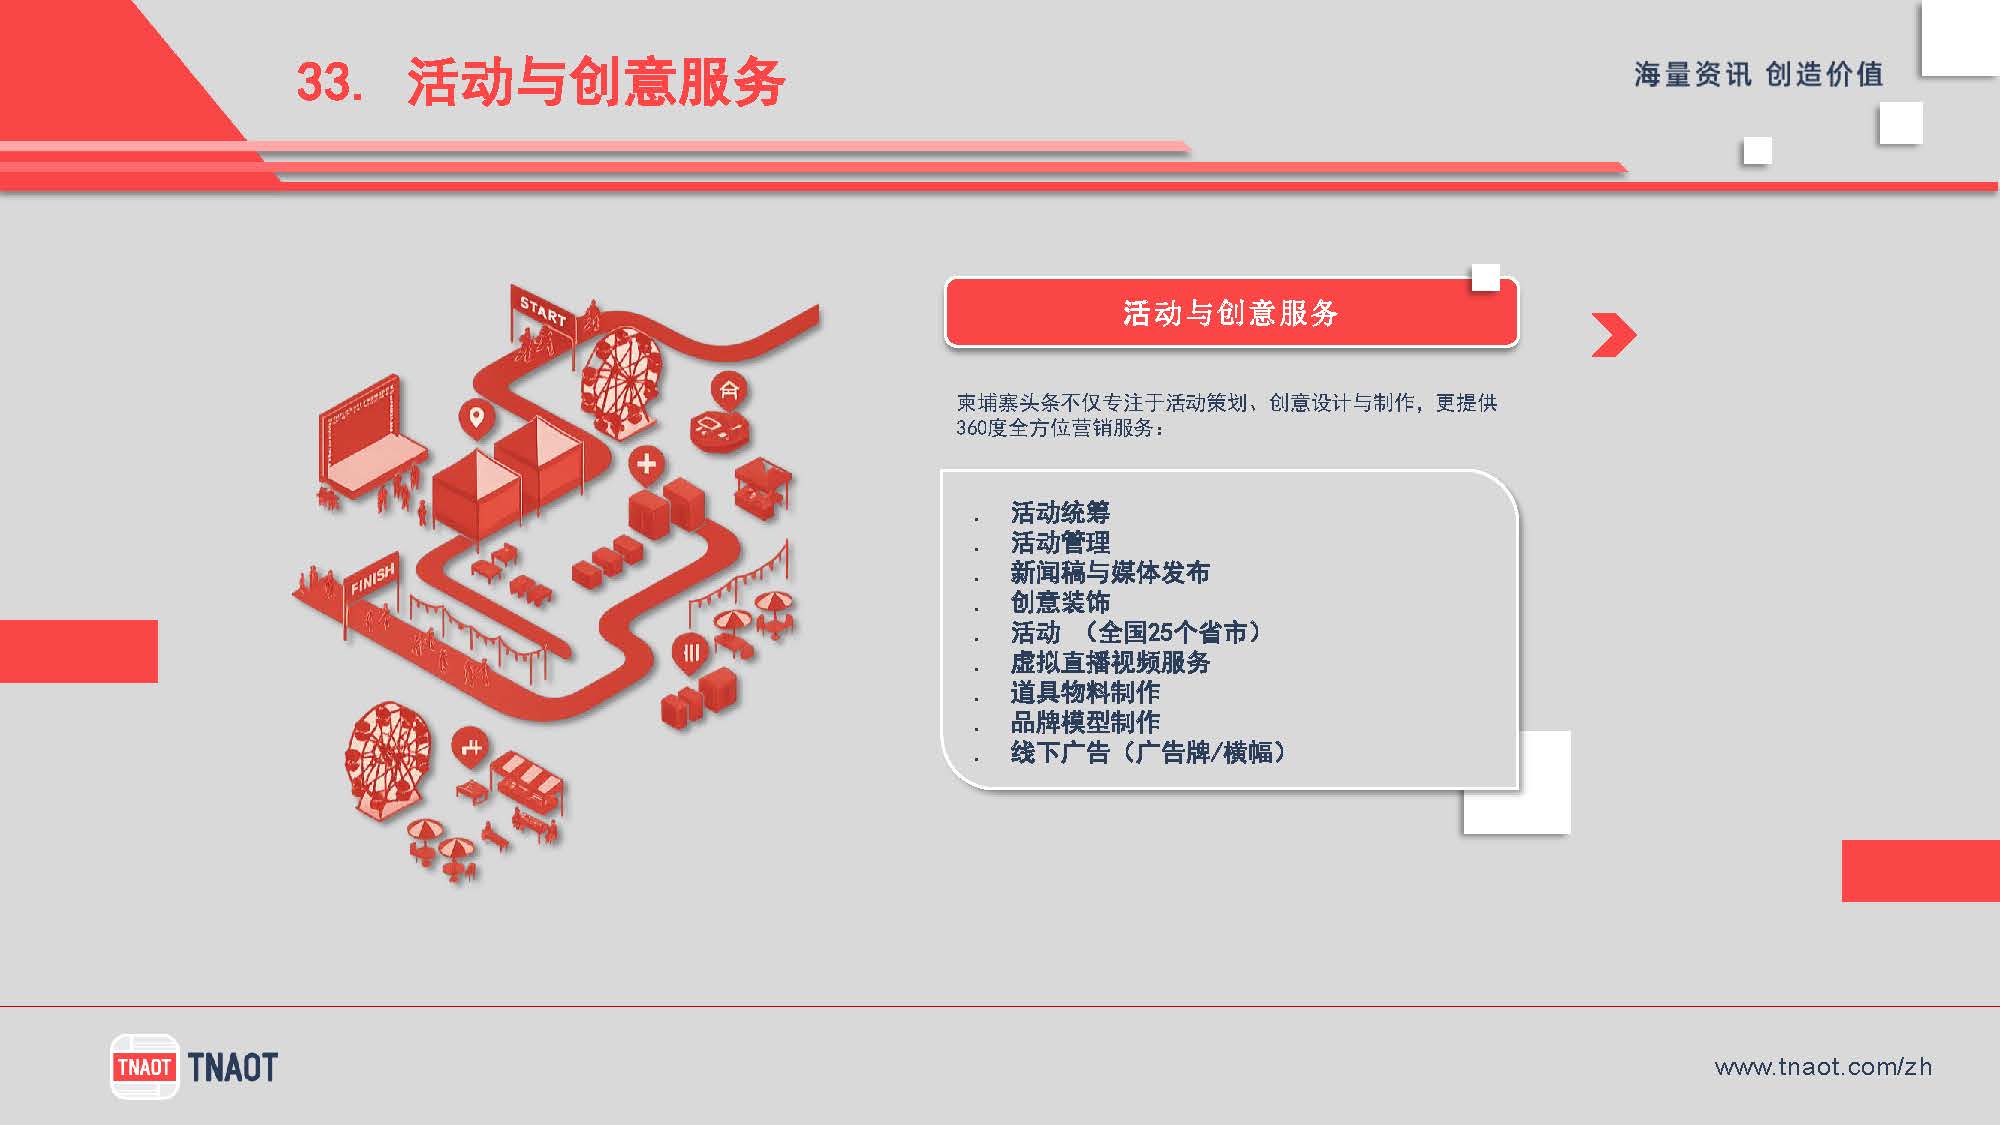 33. 活动与创意服务
海量资讯 创造价值
START
FINISH
活动与创意服务
柬埔寨头条不仅专注于活动策划、创意设计与制作，更提供
360度全方位营销服务：
. 活动统筹
. 活动管理
. 新闻稿与媒体发布
. 创意装饰
. 活动 （全国25个省市）
. 虚拟直播视频服务
. 道具物料制作
. 品牌模型制作
. 线下广告（广告牌/横幅）
TNAOT TNAOT
www.tnaot.com/zh